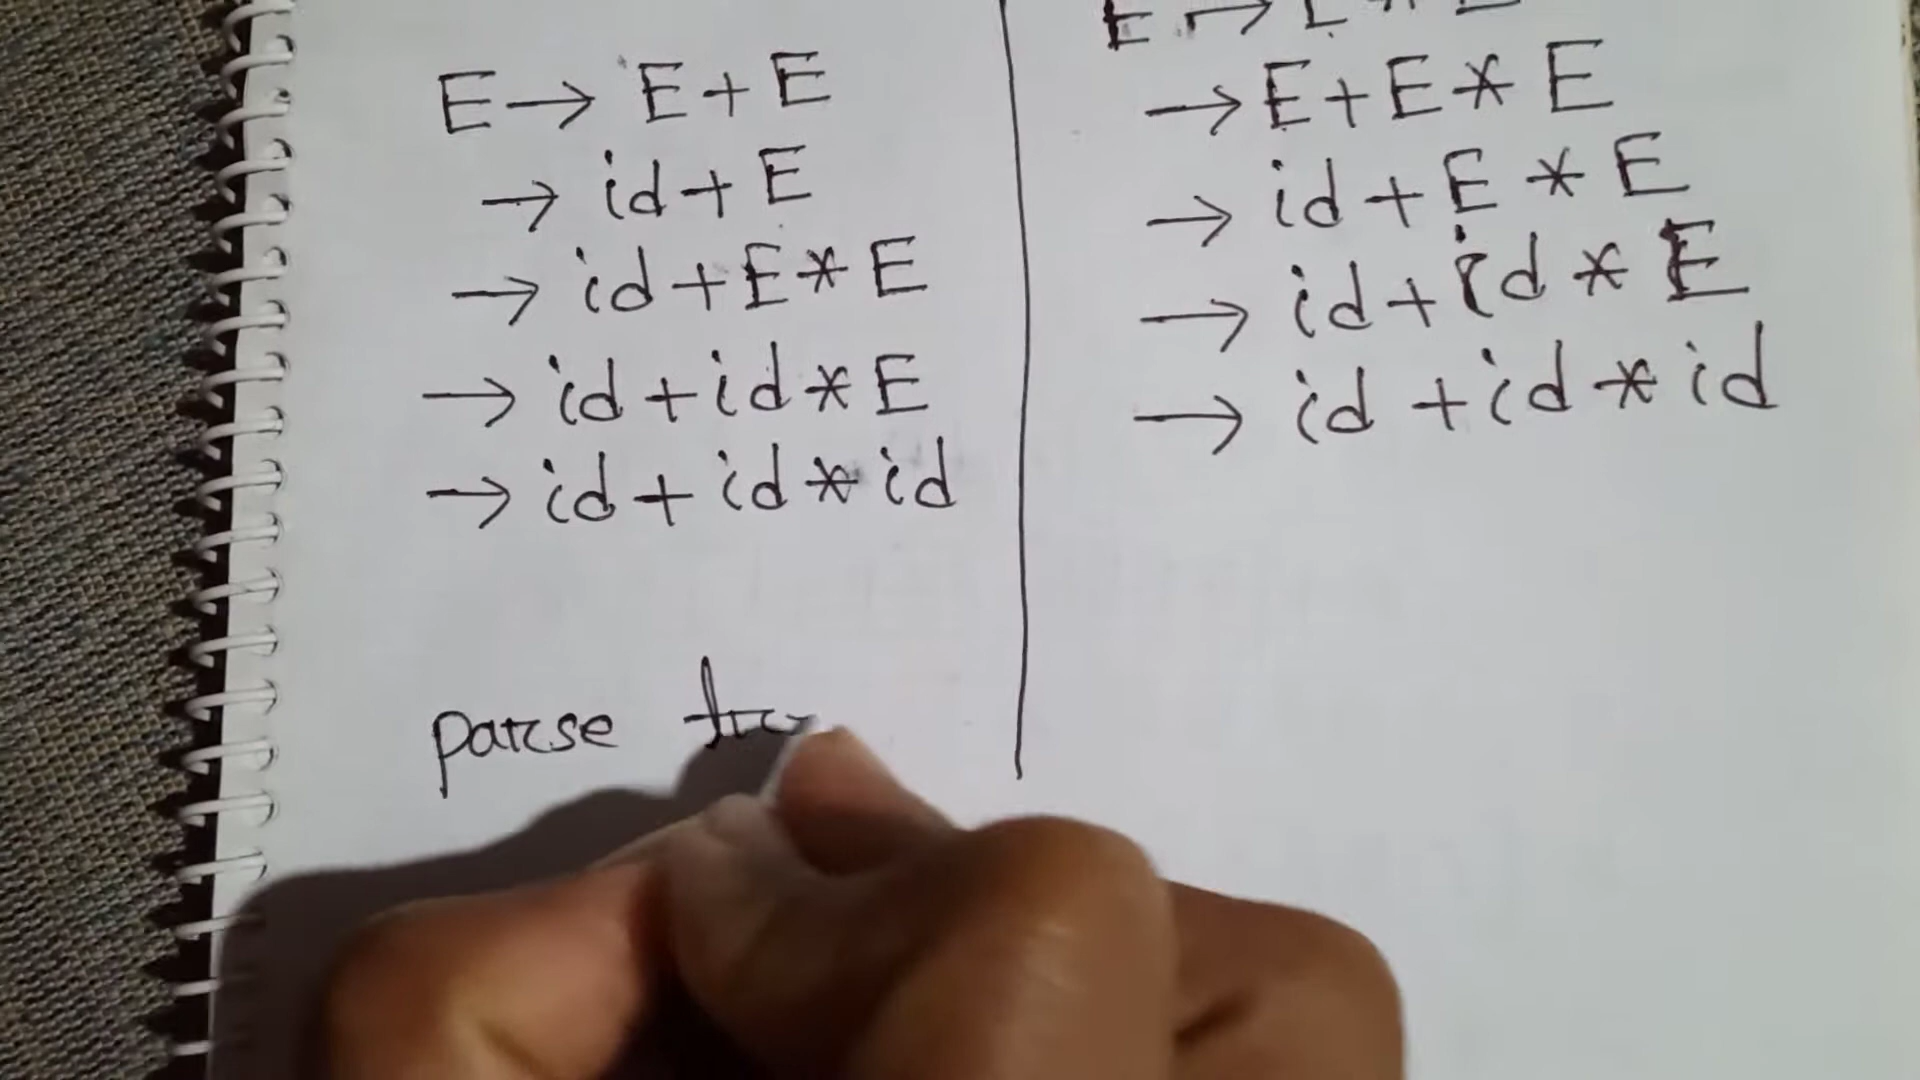 E → E + E
→ id + E
→ id + E * E
→ id + id * E
→ id + id * id
parse
E → E * E
→ E + E * E
→ id + E * E
→ id + id * E
→ id + id * id